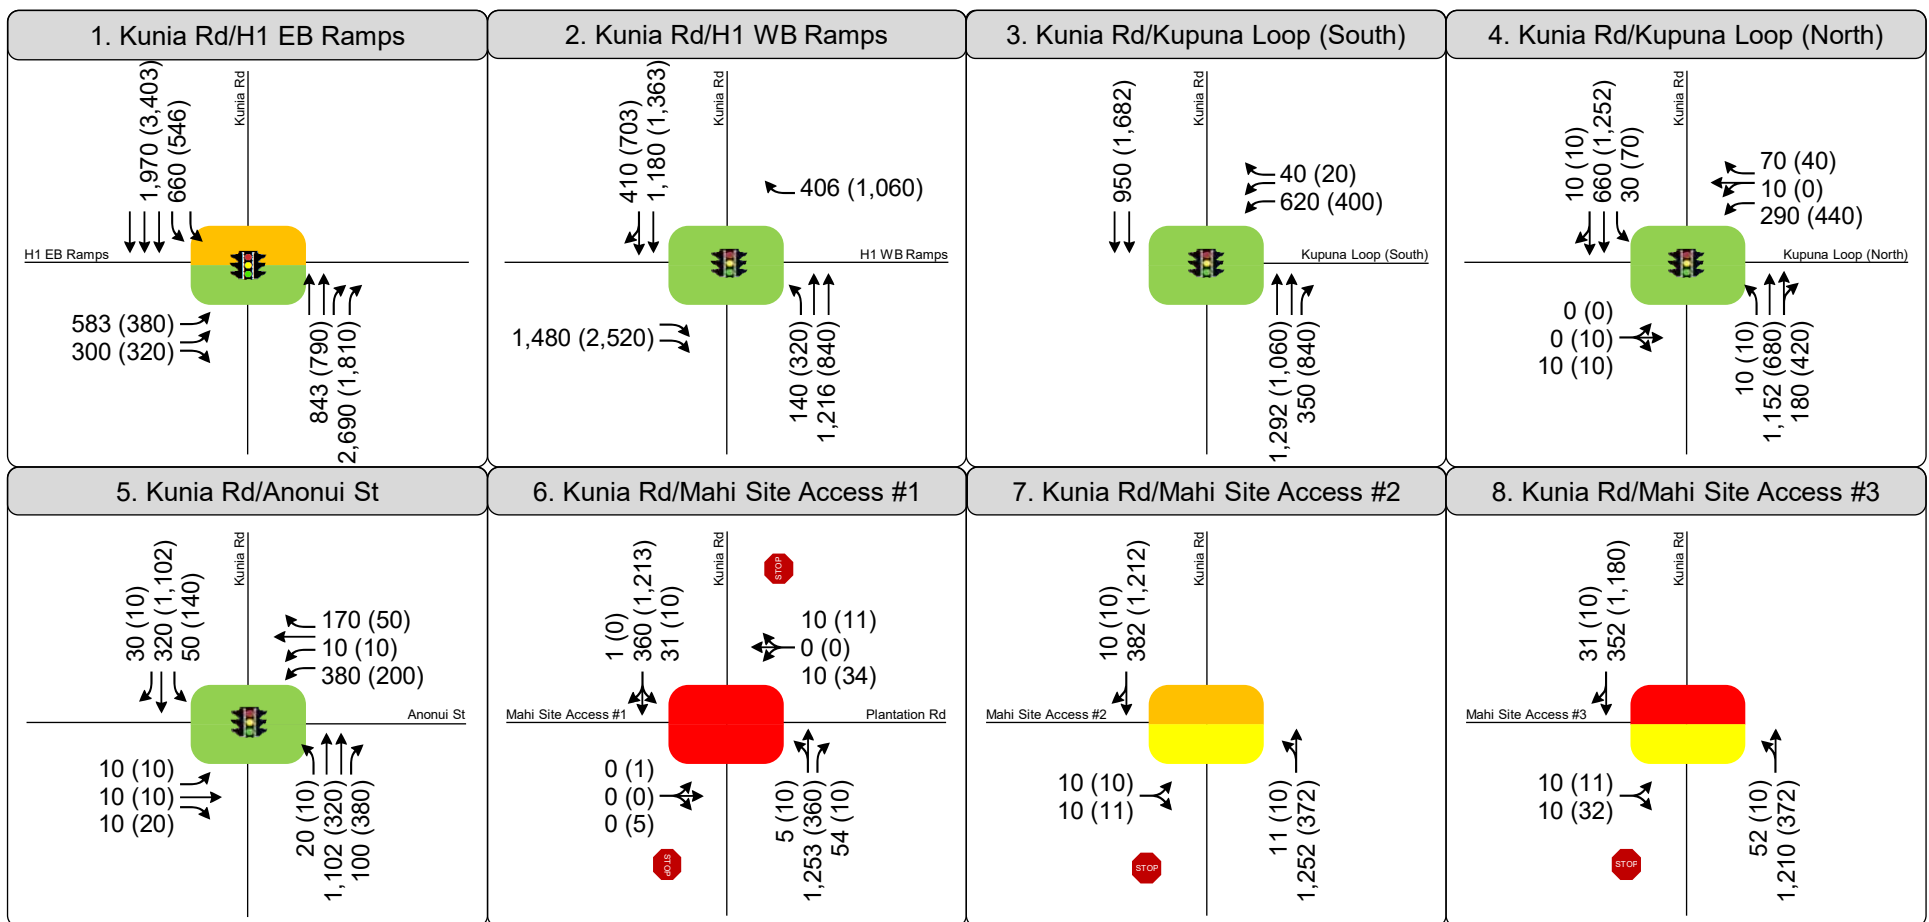 1. Kunia Rd/H1 EB Ramps
1,970 (3,403)
660 (546)
Kunia Rd
H1 EB Ramps
583 (380)
300 (320)
843 (790)
2,690 (1,810)
2. Kunia Rd/H1 WB Ramps
410 (703)
1,180 (1,363)
Kunia Rd
406 (1,060)
H1 WB Ramps
1,480 (2,520)
140 (320)
1,216 (840)
3. Kunia Rd/Kupuna Loop (South)
950 (1,682)
Kunia Rd
40 (20)
620 (400)
Kupuna Loop (South)
1,292 (1,060)
350 (840)
4. Kunia Rd/Kupuna Loop (North)
10 (10)
660 (1,252)
30 (70)
Kunia Rd
70 (40)
10 (0)
290 (440)
Kupuna Loop (North)
0 (0)
0 (10)
10 (10)
10 (10)
1,152 (680)
180 (420)
5. Kunia Rd/Anonui St
30 (10)
320 (1,102)
50 (140)
Kunia Rd
170 (50)
10 (10)
380 (200)
Anonui St
10 (10)
10 (10)
10 (20)
20 (10)
1,102 (320)
100 (380)
6. Kunia Rd/Mahi Site Access #1
1 (0)
360 (1,213)
31 (10)
Kunia Rd
STOP
10 (11)
0 (0)
10 (34)
Mahi Site Access #1
Plantation Rd
0 (1)
0 (0)
0 (5)
STOP
5 (10)
1,253 (360)
54 (10)
7. Kunia Rd/Mahi Site Access #2
10 (10)
382 (1,212)
Kunia Rd
Mahi Site Access #2
10 (10)
10 (11)
STOP
11 (10)
1,252 (372)
8. Kunia Rd/Mahi Site Access #3
31 (10)
352 (1,180)
Kunia Rd
Mahi Site Access #3
10 (11)
10 (32)
STOP
52 (10)
1,210 (372)